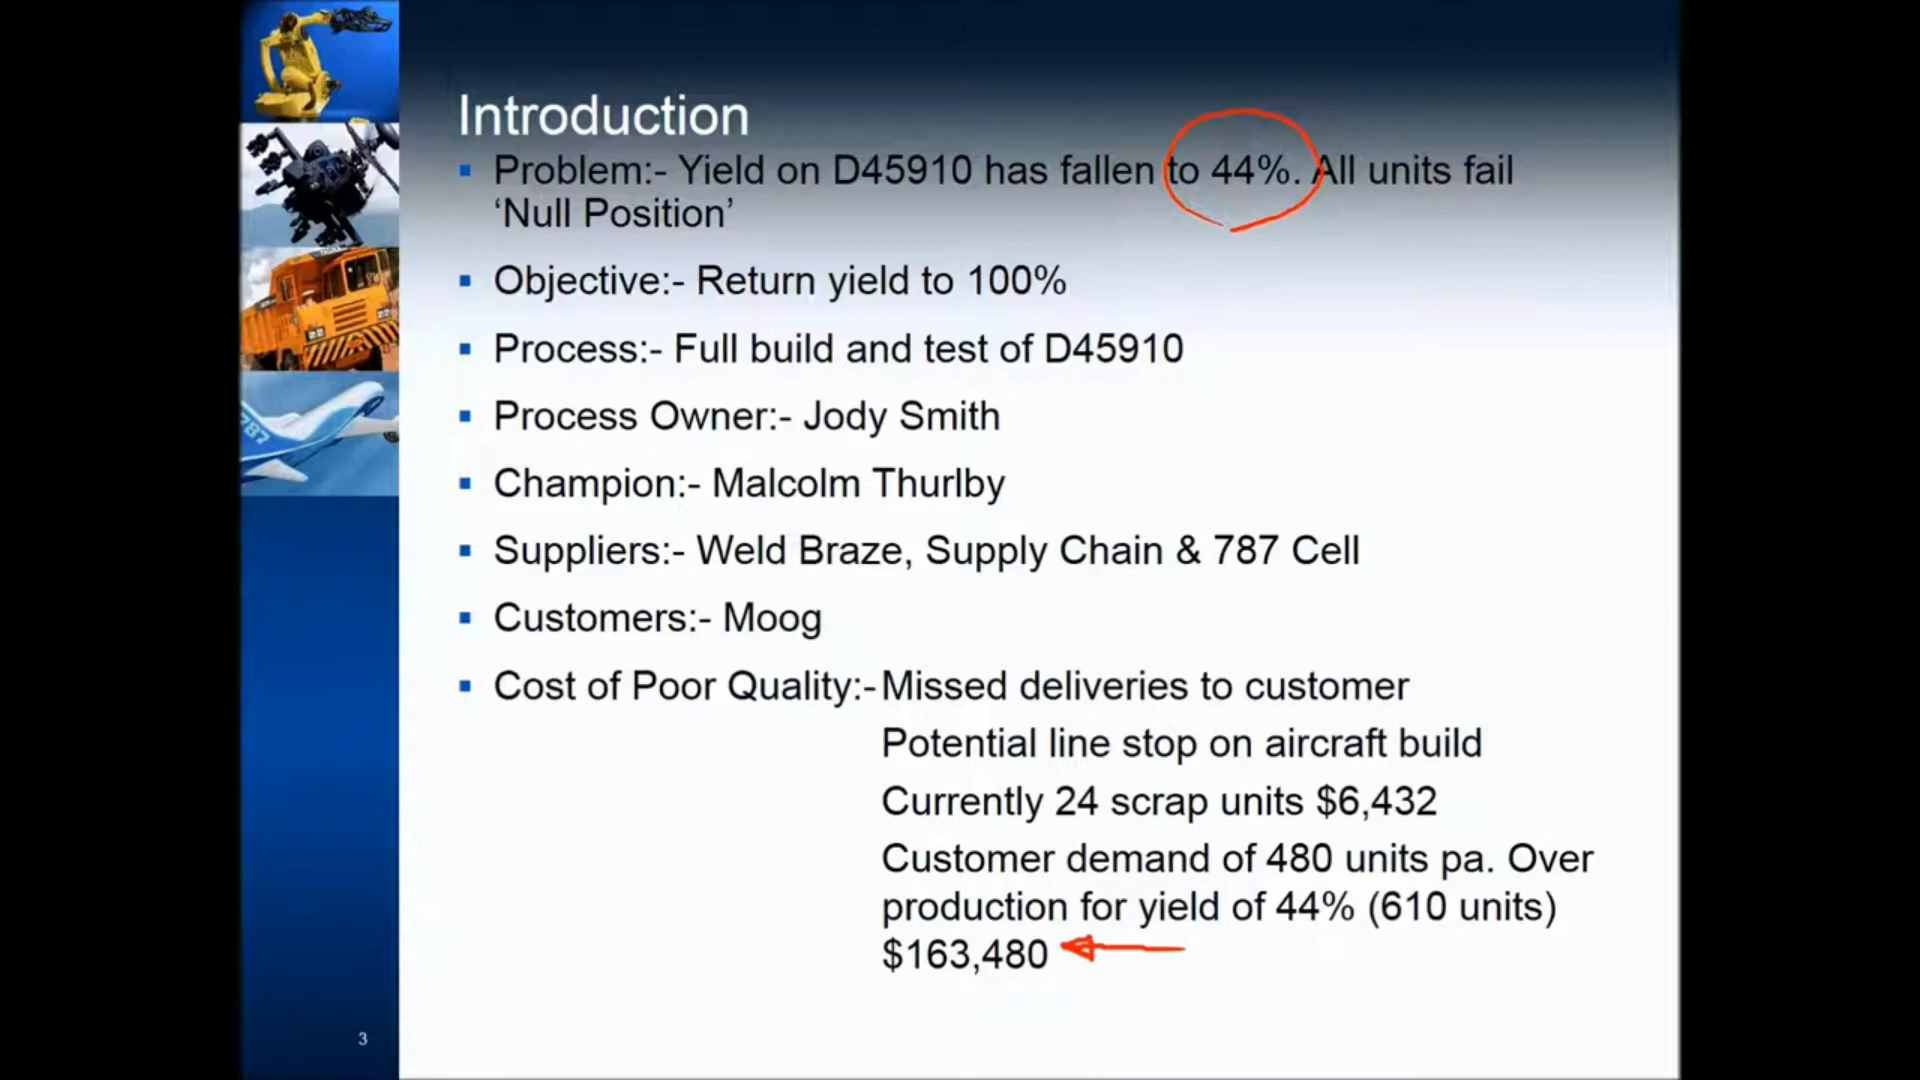 Introduction
Problem:- Yield on D45910 has fallen to 44%. All units fail
‘Null Position’
Objective:- Return yield to 100%
Process:- Full build and test of D45910
Process Owner:- Jody Smith
Champion:- Malcolm Thurlby
Suppliers:- Weld Braze, Supply Chain & 787 Cell
Customers:- Moog
Cost of Poor Quality:- Missed deliveries to customer
Potential line stop on aircraft build
Currently 24 scrap units $6,432
Customer demand of 480 units pa. Over
production for yield of 44% (610 units)
$163,480
787
3